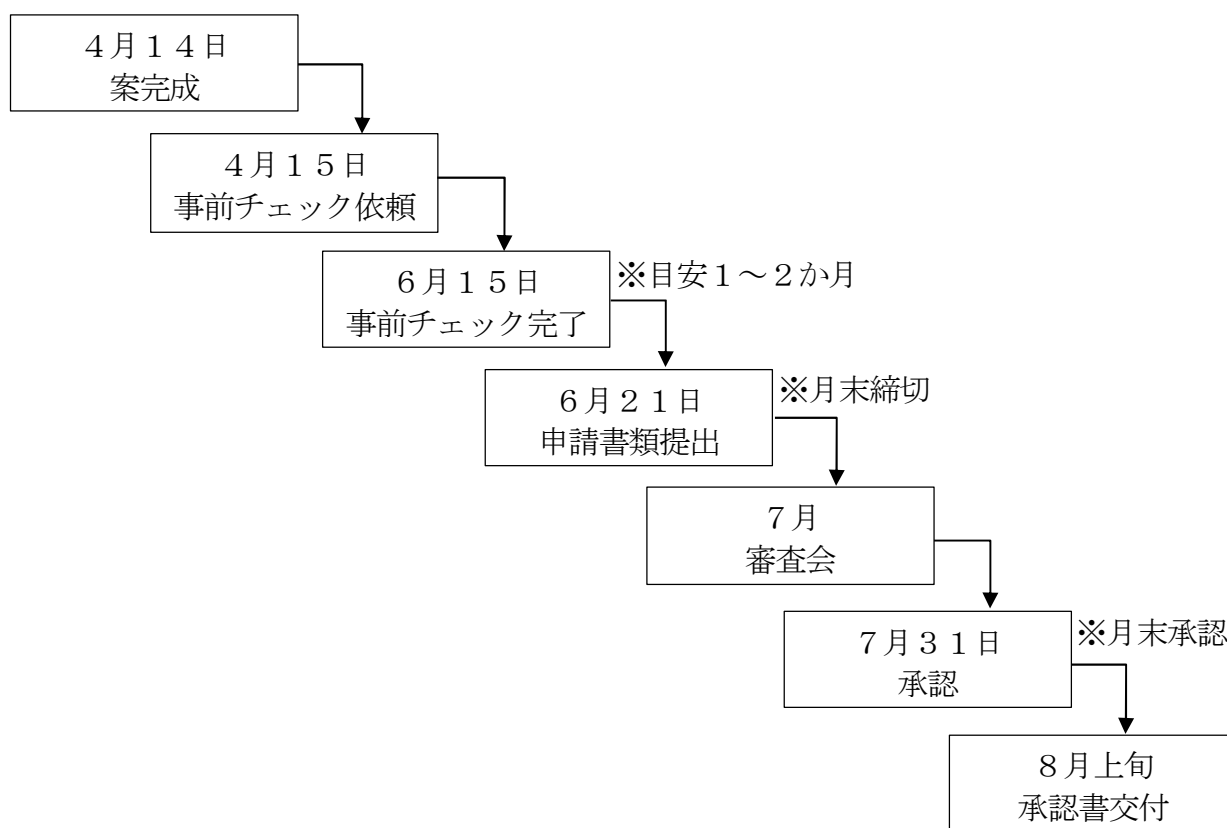 ４月１４日
案完成
４月１５日
事前チェック依頼
６月１５日
事前チェック完了
※目安１～２か月
６月２１日
申請書類提出
※月末締切
７月
審査会
７月３１日
承認
※月末承認
８月上旬
承認書交付